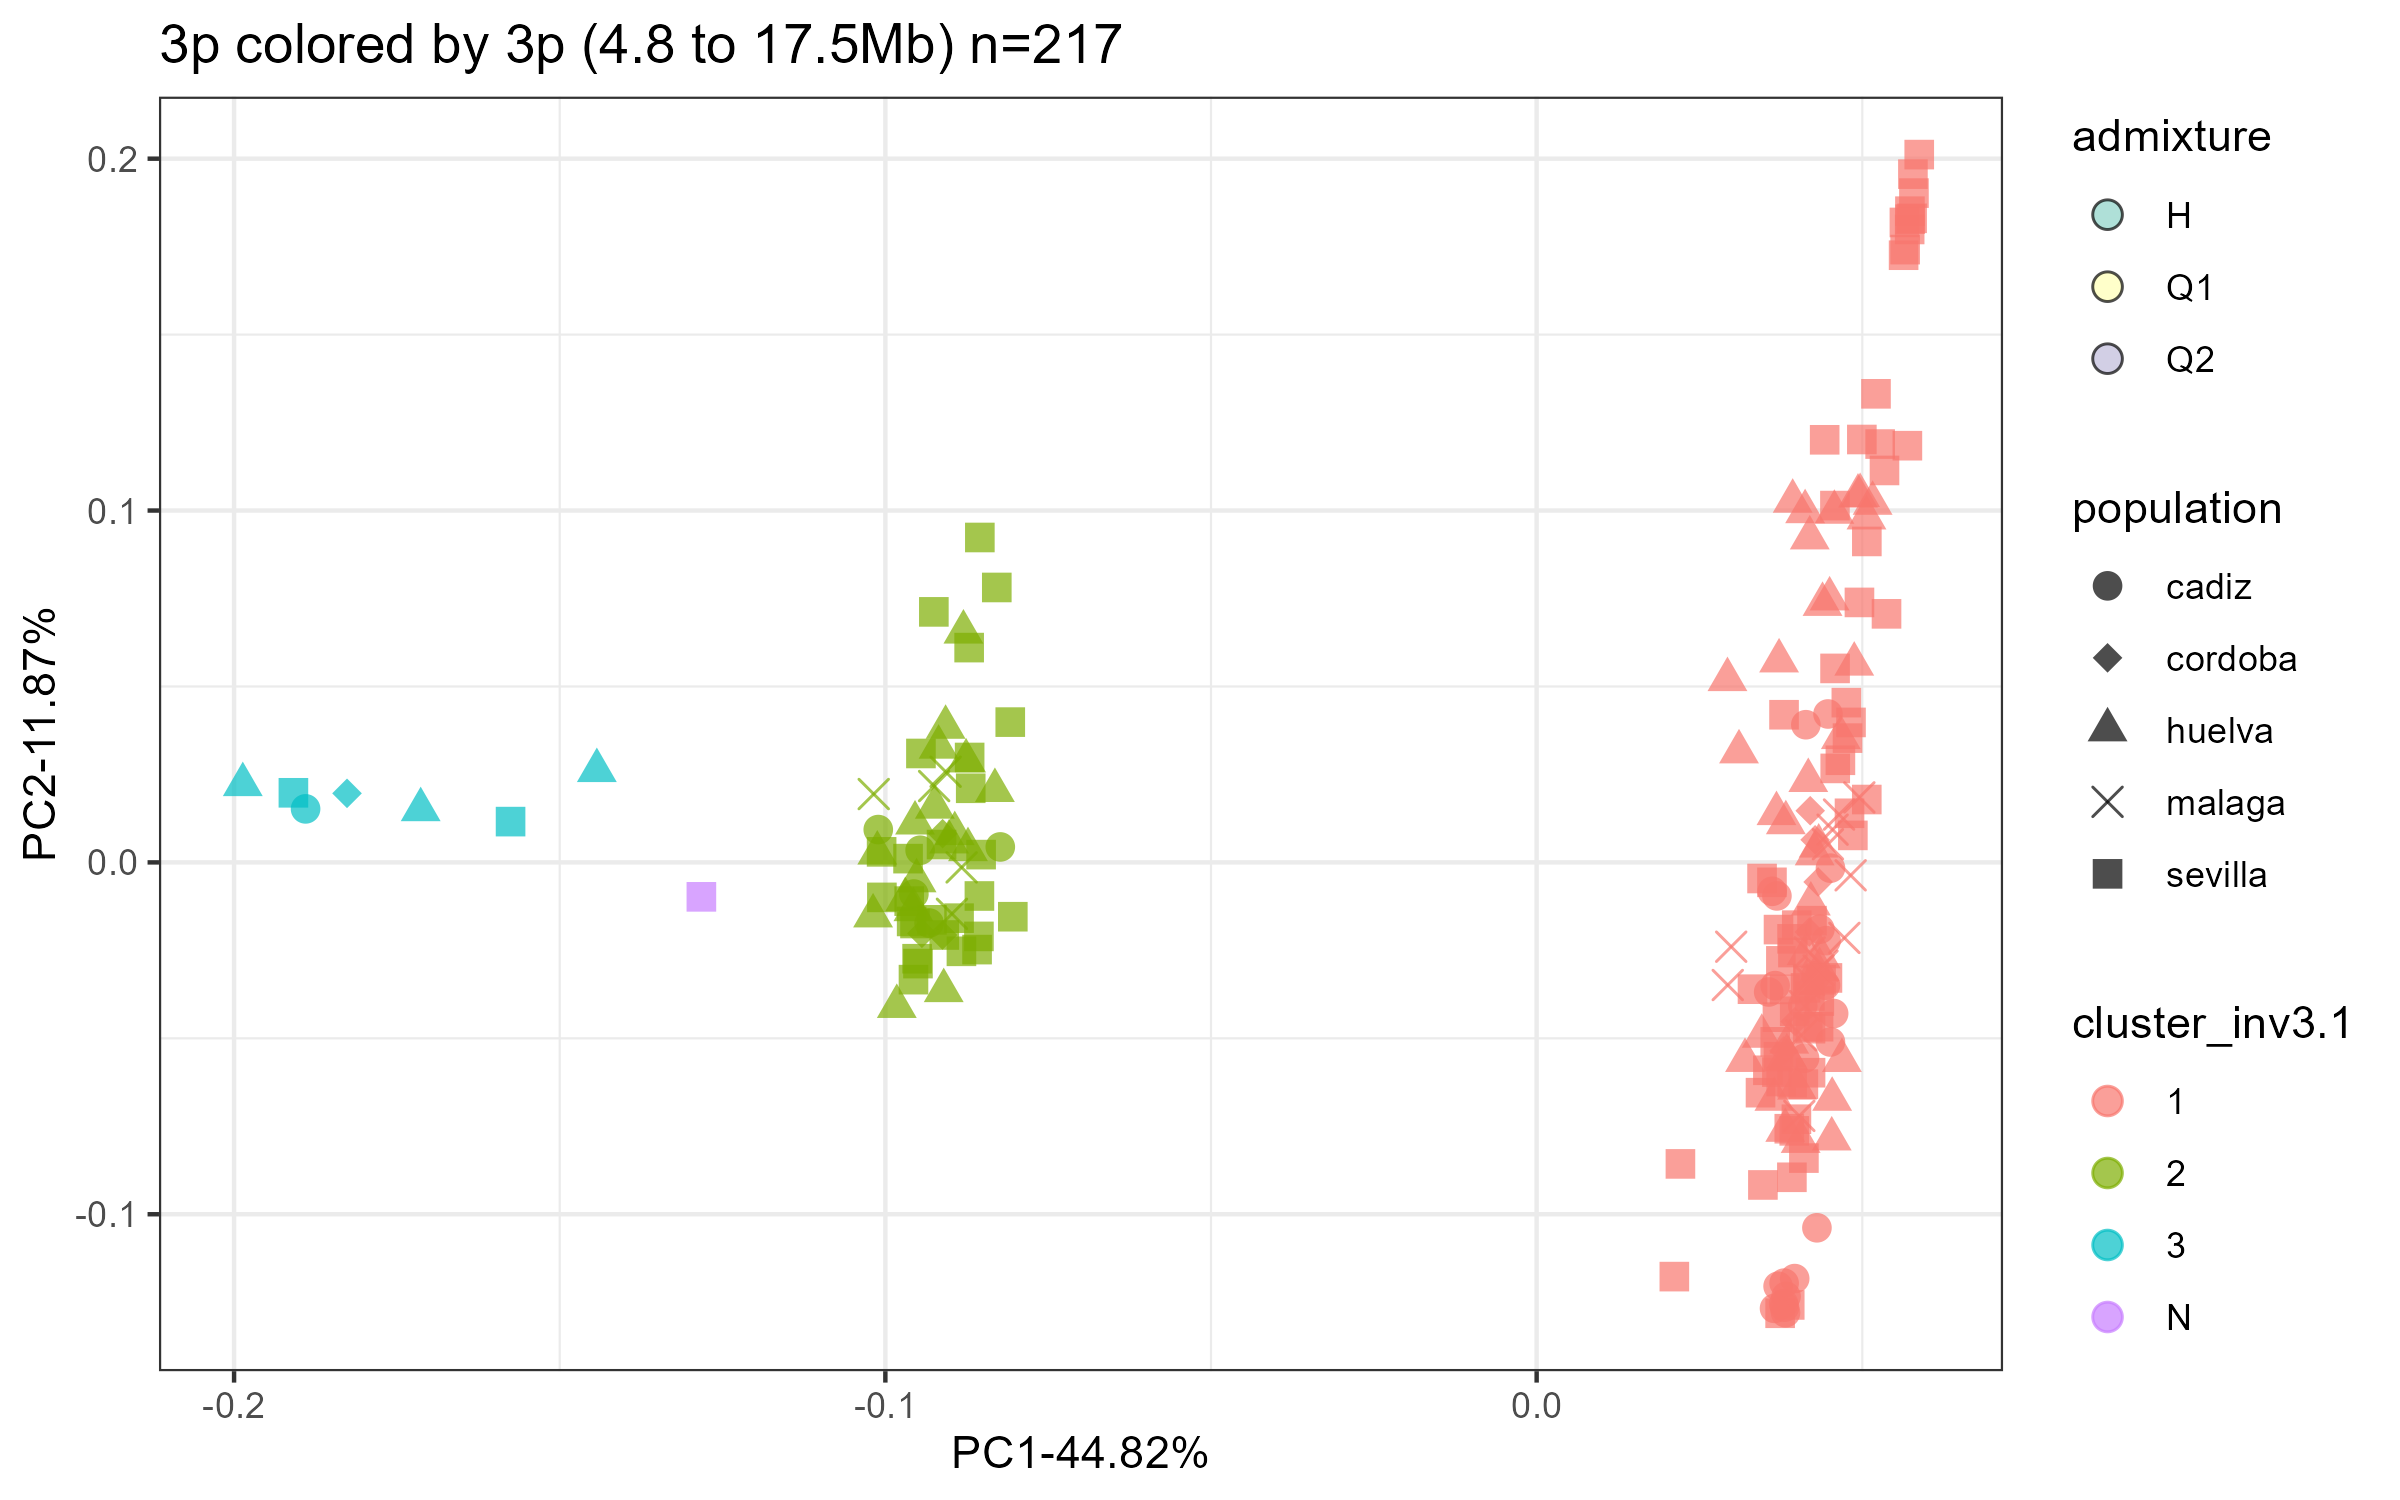 3p colored by 3p (4.8 to 17.5Mb) n=217
0.2
0.1
0.0
-0.1
PC2-11.87%
-0.2
-0.1
0.0
PC1-44.82%
admixture
H
Q1
Q2
population
cadiz
cordoba
huelva
malaga
sevilla
cluster_inv3.1
1
2
3
N